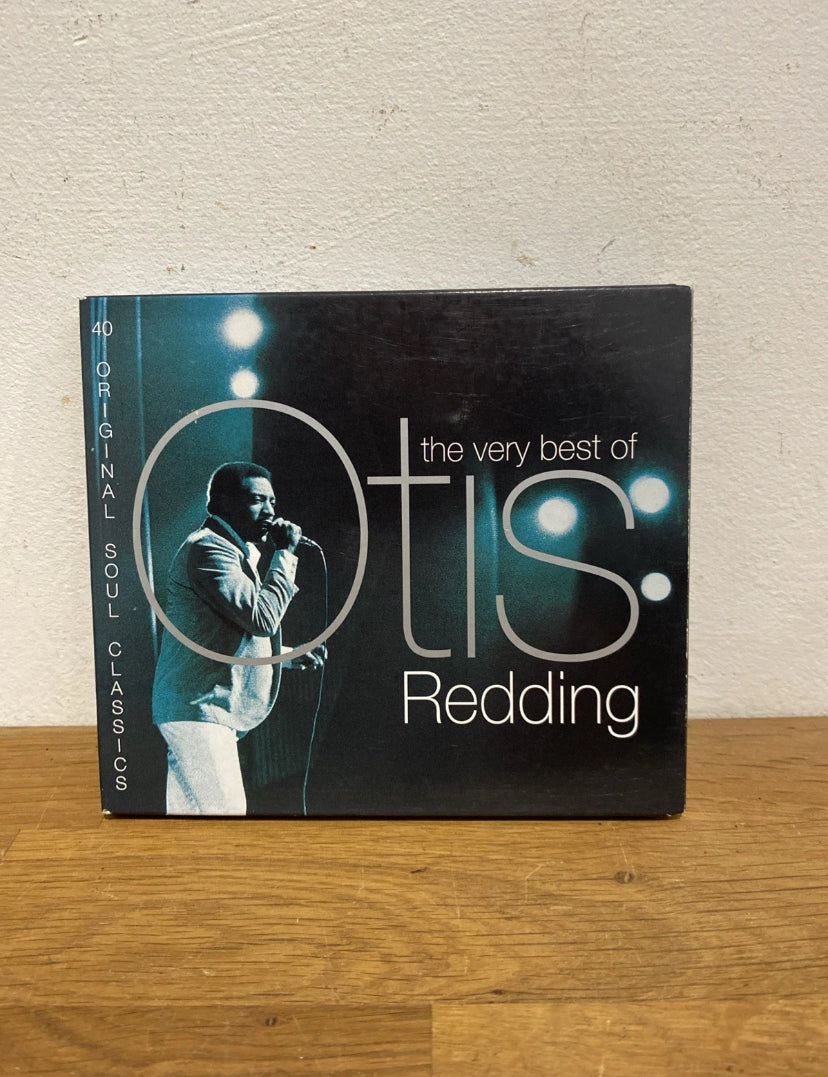 40 ORIGINAL SOUL CLASSICS
the very best of
Otis
Redding